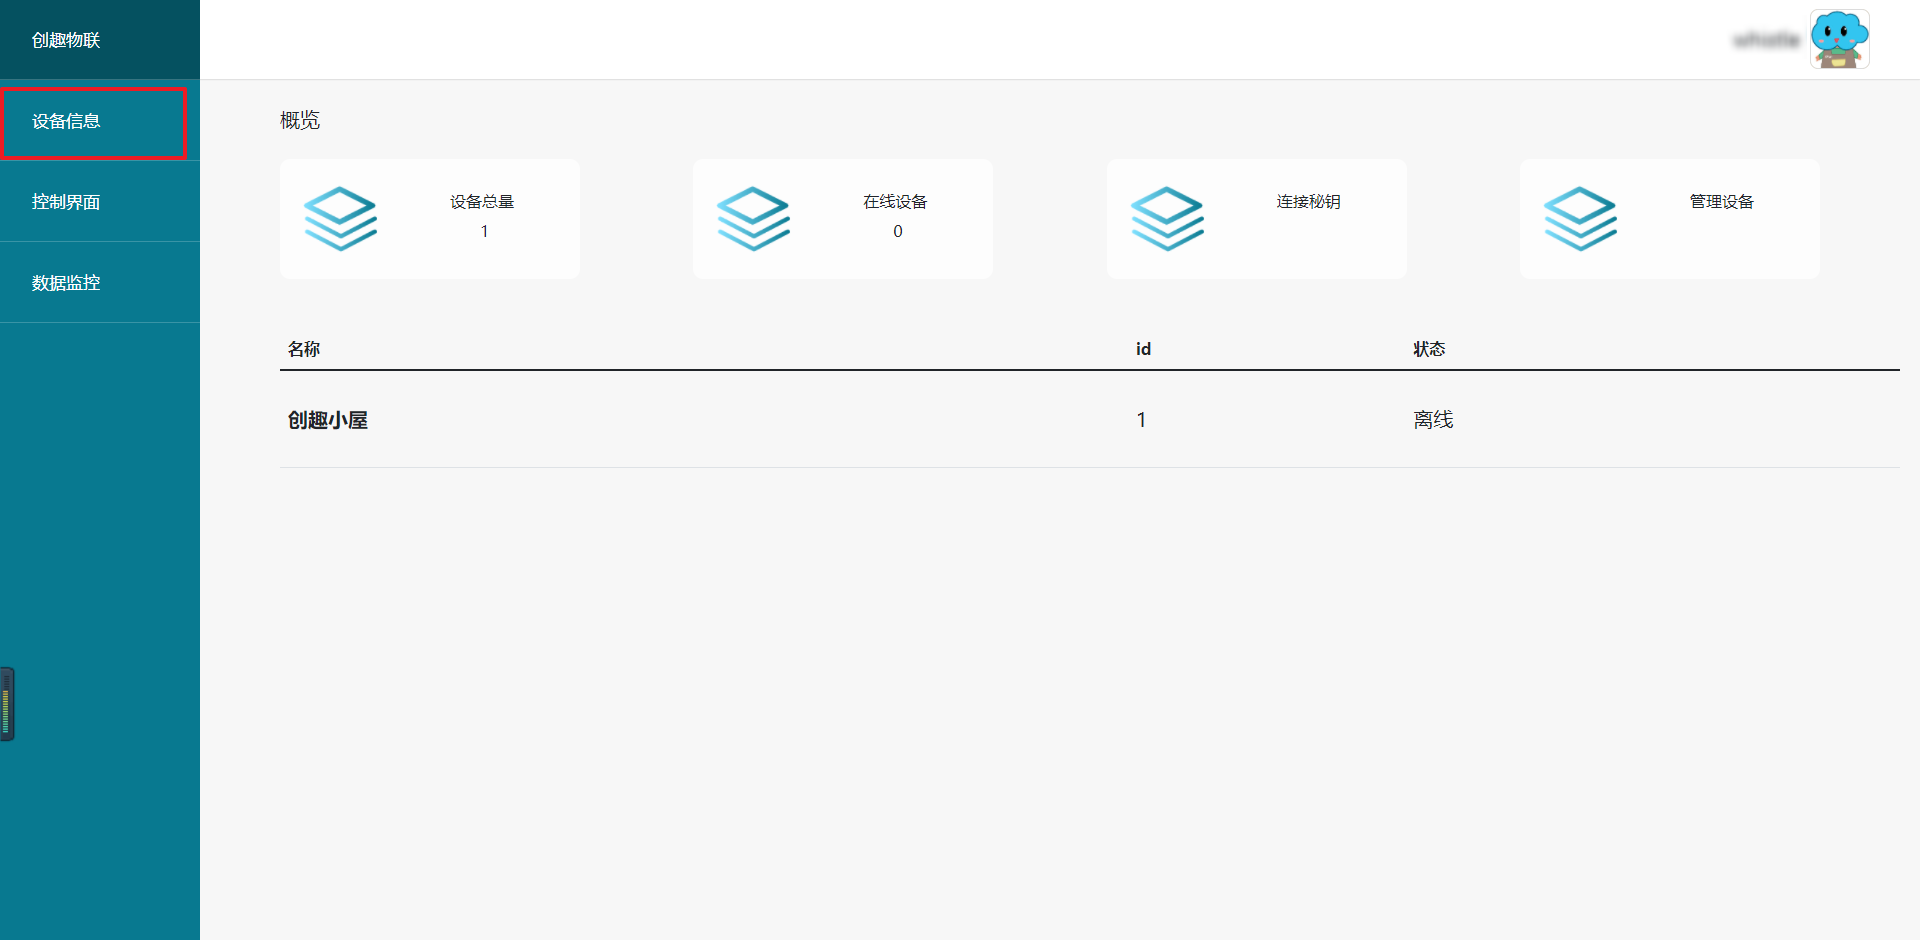 创趣物联
设备信息
控制界面
数据监控
概览
设备总量
1
在线设备
0
连接秘钥
管理设备
名称 id 状态
创趣小屋 1 离线